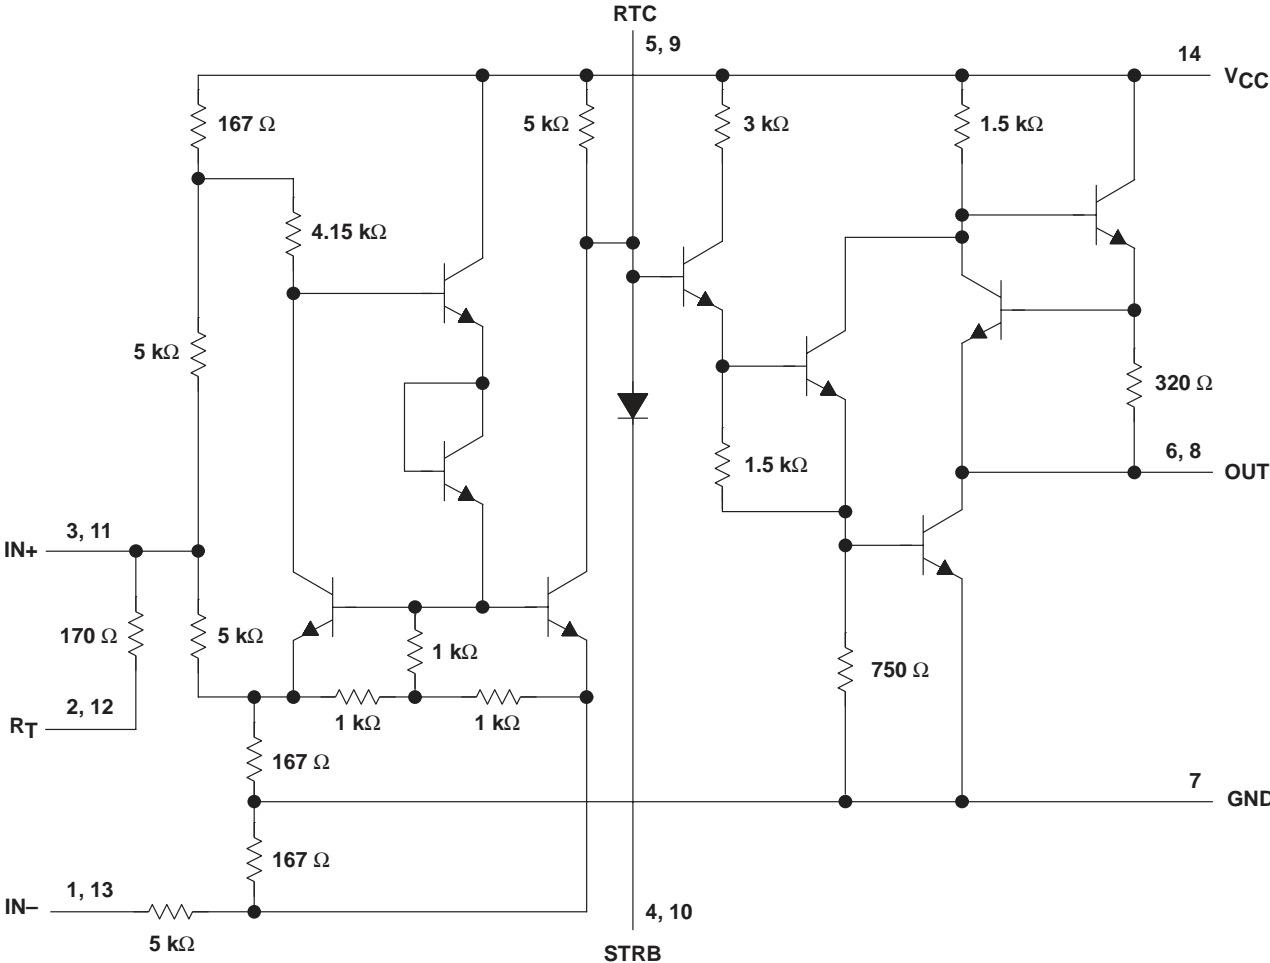 RTC
5, 9
14
VCC
167 Ω
5 kΩ
3 kΩ
1.5 kΩ
4.15 kΩ
5 kΩ
320 Ω
1.5 kΩ
6, 8
OUT
3, 11
IN+
170 Ω
5 kΩ
1 kΩ
750 Ω
2, 12
RT
1 kΩ
1 kΩ
167 Ω
7
GND
167 Ω
1, 13
IN–
4, 10
5 kΩ
STRB